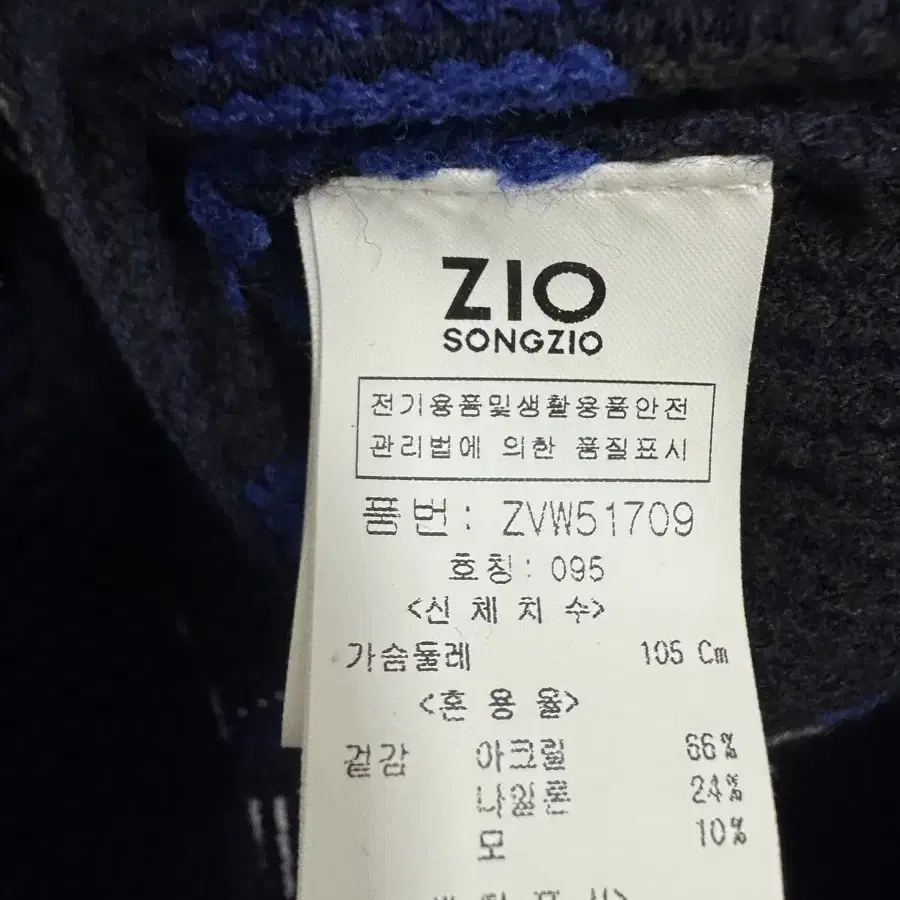 ZIO
SONGZIO
전기용품및생활용품안전
관리법에 의한 품질표시
품번: ZVW51709
호칭: 095
<신체치수>
가슴둘레 105 Cm
<혼용율>
겉감 아크릴 66%
나일론 24%
모 10%